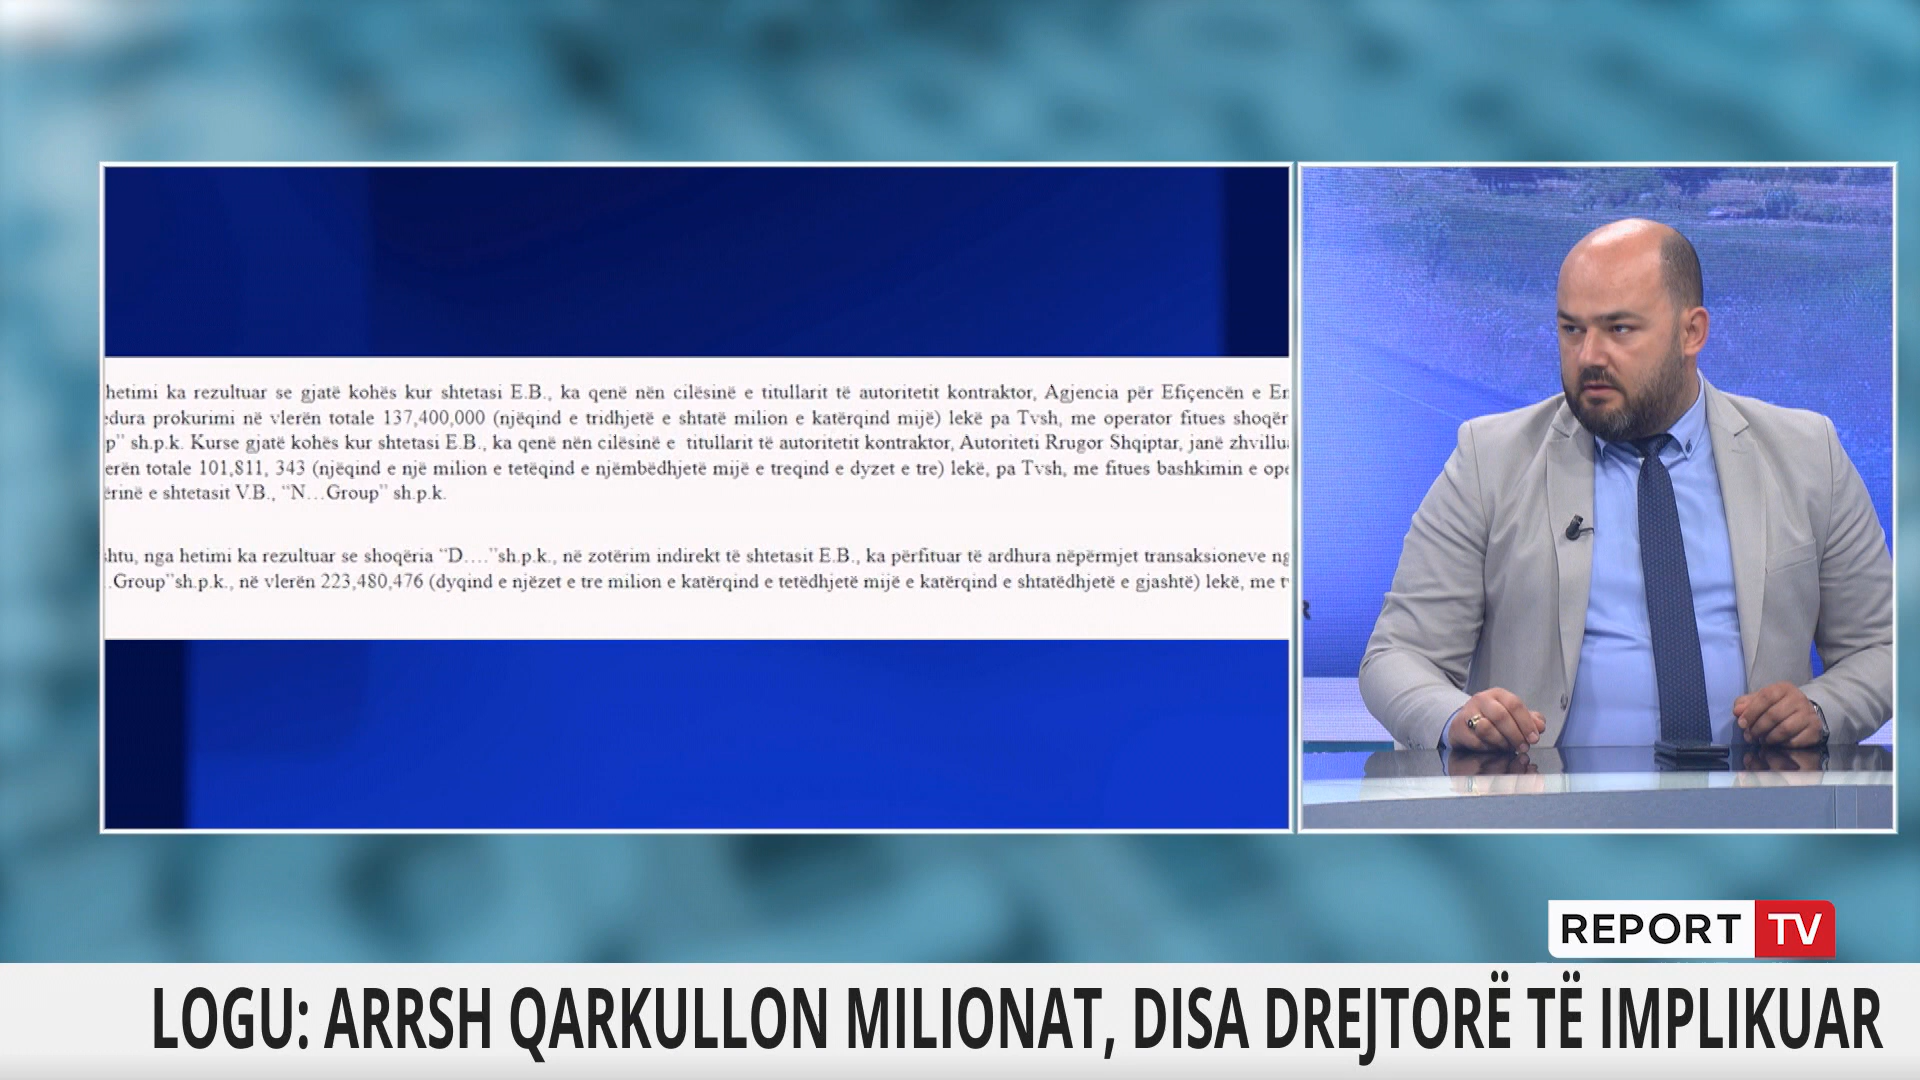 hetimi ka rezultuar se gjatë kohës kur shtetasi E.B., ka qenë nën cilësinë e titullarit të autoritetit kontraktor, Agjencia për Efiçencën e
dura prokurimi në vlerën totale 137,400,000 (njëqind e tridhjetë e shtatë milion e katërqind mijë) lekë pa Tvsh, me operator fitues shoqër
p" sh.p.k. Kurse gjatë kohës kur shtetasi E.B., ka qenë nën cilësinë e titullarit të autoritetit kontraktor, Autoriteti Rrugor Shqiptar, janë zhvillu
erën totale 101,811, 343 (njëqind e një milion e tetëqind e njëmbëdhjetë mijë e treqind e dyzet e tre) lekë, pa Tvsh, me fitues bashkimin e ope
ërinë e shtetasit V.B., "N…Group" sh.p.k.
shtu, nga hetimi ka rezultuar se shoqëria "D…."sh.p.k., në zotërim indirekt të shtetasit E.B., ka përfituar të ardhura nëpërmjet transaksioneve ng
.Group"sh.p.k., në vlerën 223,480,476 (dyqind e njëzet e tre milion e katërqind e tetëdhjetë mijë e katërqind e shtatëdhjetë e gjashtë) lekë, me
REPORT TV
LOGU: ARRSH QARKULLON MILIONAT, DISA DREJTORË TË IMPLIKUAR